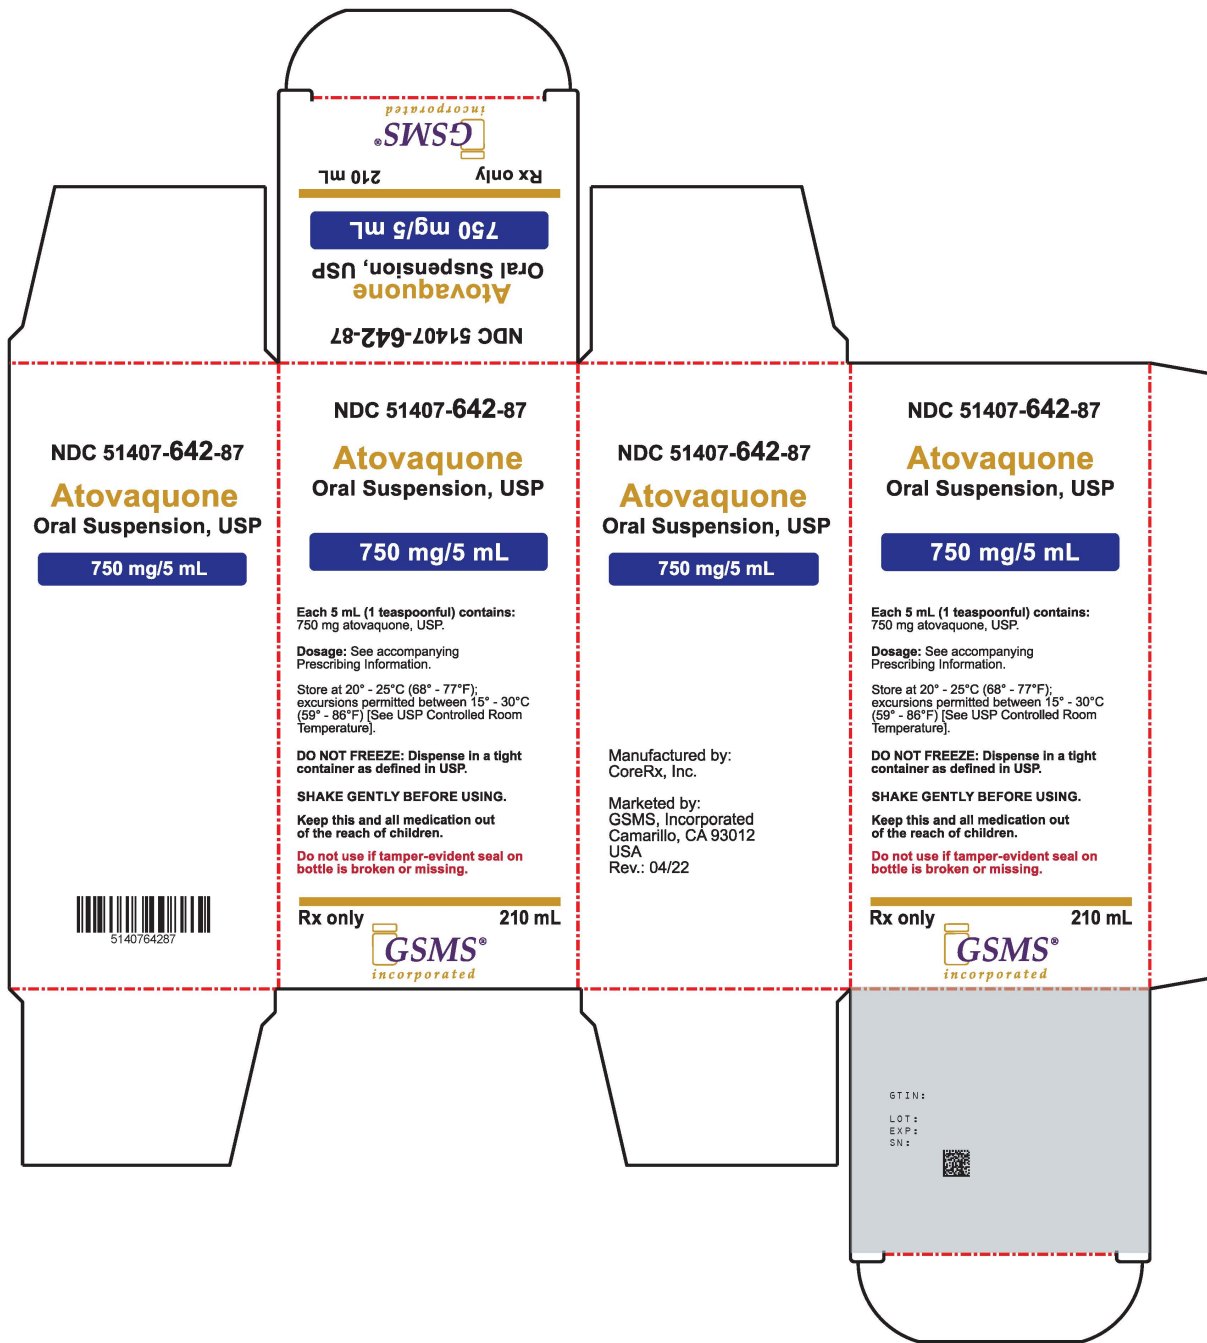 NDC 51407-642-87
Atovaquone
Oral Suspension, USP
750 mg/5 mL
Rx only 210 mL
GSMS®
incorporated
NDC 51407-642-87
Atovaquone
Oral Suspension, USP
750 mg/5 mL
5140764287
NDC 51407-642-87
Atovaquone
Oral Suspension, USP
750 mg/5 mL
Each 5 mL (1 teaspoonful) contains:
750 mg atovaquone, USP.
Dosage: See accompanying
Prescribing Information.
Store at 20° - 25°C (68° - 77°F);
excursions permitted between 15° - 30°C
(59° - 86°F) [See USP Controlled Room
Temperature].
DO NOT FREEZE: Dispense in a tight
container as defined in USP.
SHAKE GENTLY BEFORE USING.
Keep this and all medication out
of the reach of children.
Do not use if tamper-evident seal on
bottle is broken or missing.
Rx only 210 mL
GSMS®
incorporated
NDC 51407-642-87
Atovaquone
Oral Suspension, USP
750 mg/5 mL
Manufactured by:
CoreRx, Inc.
Marketed by:
GSMS, Incorporated
Camarillo, CA 93012
USA
Rev.: 04/22
NDC 51407-642-87
Atovaquone
Oral Suspension, USP
750 mg/5 mL
Each 5 mL (1 teaspoonful) contains:
750 mg atovaquone, USP.
Dosage: See accompanying
Prescribing Information.
Store at 20° - 25°C (68° - 77°F);
excursions permitted between 15° - 30°C
(59° - 86°F) [See USP Controlled Room
Temperature].
DO NOT FREEZE: Dispense in a tight
container as defined in USP.
SHAKE GENTLY BEFORE USING.
Keep this and all medication out
of the reach of children.
Do not use if tamper-evident seal on
bottle is broken or missing.
Rx only 210 mL
GSMS®
incorporated
GTIN:
LOT:
EXP:
SN: